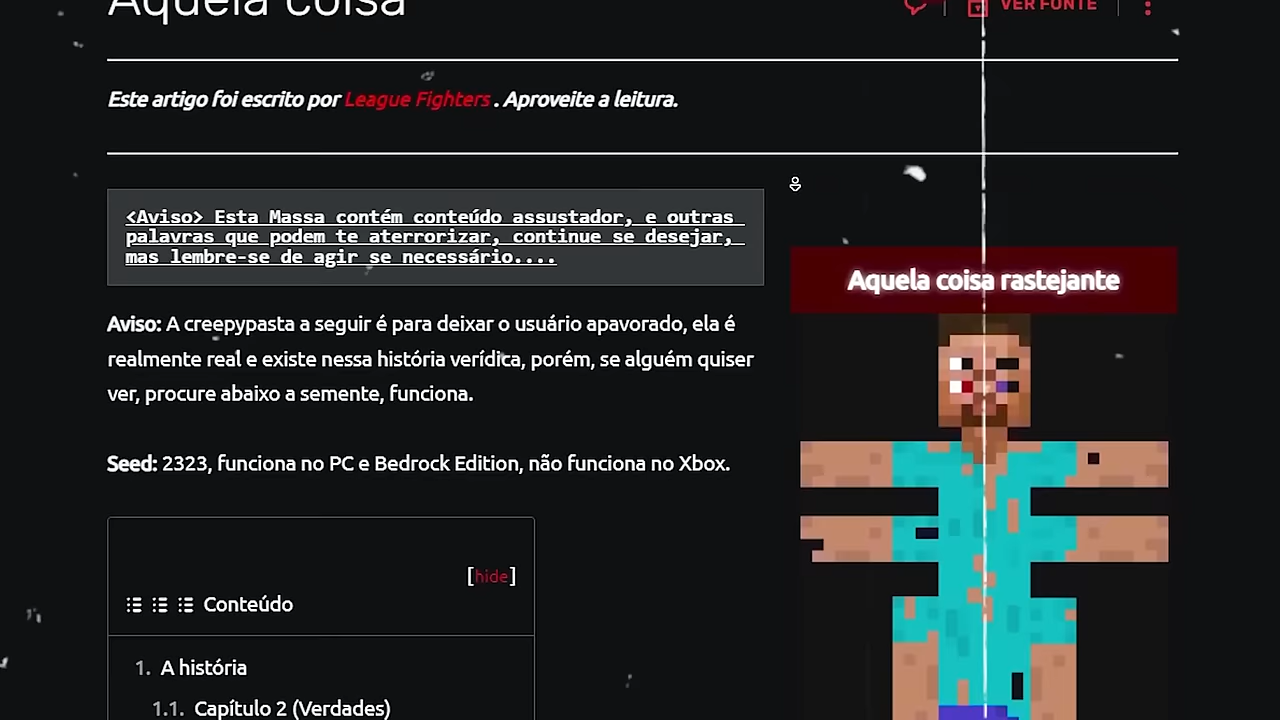 Aquela coisa
VER FONTE
Este artigo foi escrito por League Fighters . Aproveite a leitura.
<Aviso> Esta Massa contém conteúdo assustador, e outras
palavras que podem te aterrorizar, continue se desejar,
mas lembre-se de agir se necessário....
Aquela coisa rastejante
Aviso: A creepypasta a seguir é para deixar o usuário apavorado, ela é
realmente real e existe nessa história verídica, porém, se alguém quiser
ver, procure abaixo a semente, funciona.
Seed: 2323, funciona no PC e Bedrock Edition, não funciona no Xbox.
[hide]
Conteúdo
1. A história
1.1. Capítulo 2 (Verdades)